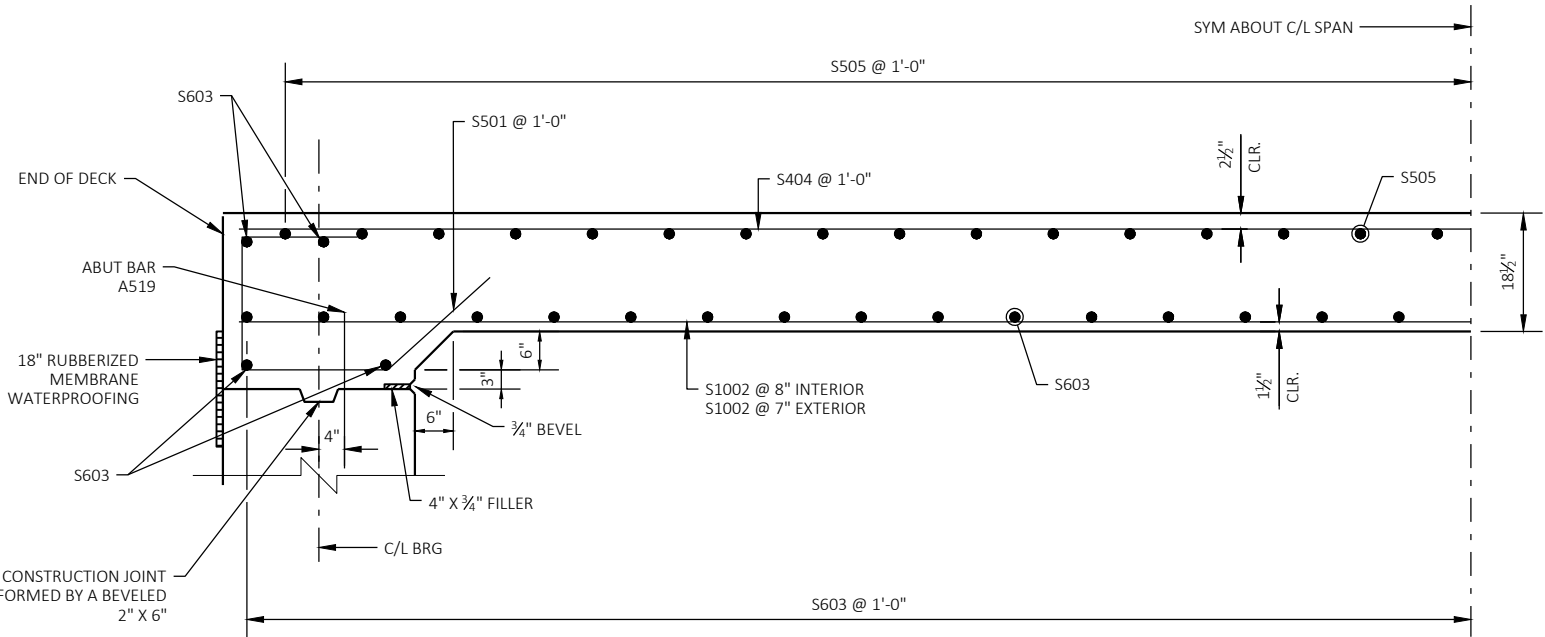 SYM ABOUT C/L SPAN
S505 @ 1'-0"
S603
S501 @ 1'-0"
2½"
CLR.
END OF DECK
S404 @ 1'-0"
S505
ABUT BAR
A519
18½"
18" RUBBERIZED
MEMBRANE
WATERPROOFING
6"
3"
S1002 @ 8" INTERIOR
S1002 @ 7" EXTERIOR
S603
1½"
CLR.
6"
¾" BEVEL
4"
S603
4" X ¾" FILLER
C/L BRG
CONSTRUCTION JOINT
FORMED BY A BEVELED
2" X 6"
S603 @ 1'-0"